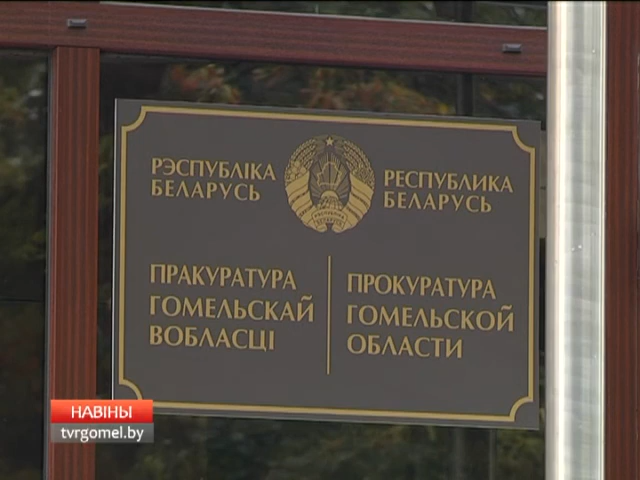 РЭСПУБЛІКА
БЕЛАРУСЬ
РЕСПУБЛИКА
БЕЛАРУСЬ
ПРАКУРАТУРА
ГОМЕЛЬСКАЙ
ВОБЛАСЦІ
ПРОКУРАТУРА
ГОМЕЛЬСКОЙ
ОБЛАСТИ
НАВІНЫ
tvrgomel.by